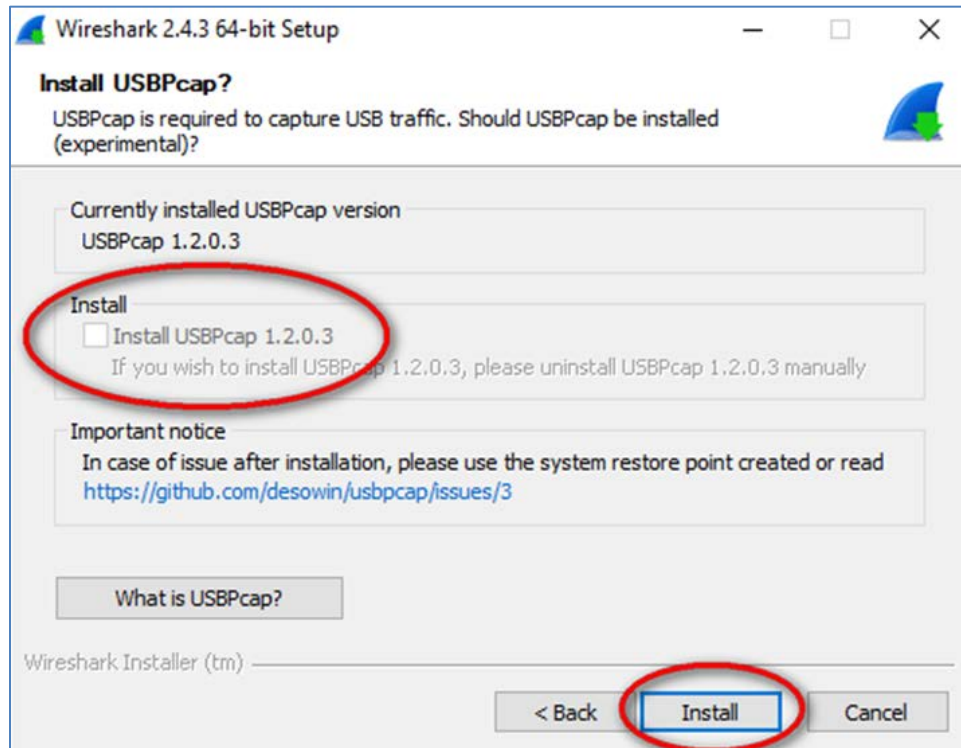 Wireshark 2.4.3 64-bit Setup
Install USBPcap?
USBPcap is required to capture USB traffic. Should USBPcap be installed
(experimental)?
Currently installed USBPcap version
USBPcap 1.2.0.3
Install
Install USBPcap 1.2.0.3
If you wish to install USBPcap 1.2.0.3, please uninstall USBPcap 1.2.0.3 manually
Important notice
In case of issue after installation, please use the system restore point created or read
https://github.com/desowin/usbpcap/issues/3
What is USBPcap?
Wireshark Installer (tm)
< Back
Install
Cancel